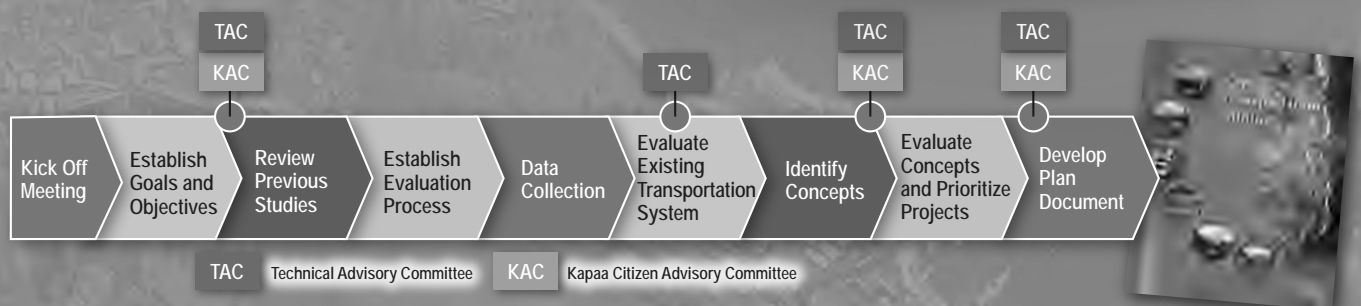 TAC
KAC
TAC
TAC
KAC
TAC
KAC
Kick Off
Meeting
Establish
Goals and
Objectives
Review
Previous
Studies
Establish
Evaluation
Process
Data
Collection
Evaluate
Existing
Transportation
System
Identify
Concepts
Evaluate
Concepts
and Prioritize
Projects
Develop
Plan
Document
TAC Technical Advisory Committee
KAC Kapaa Citizen Advisory Committee